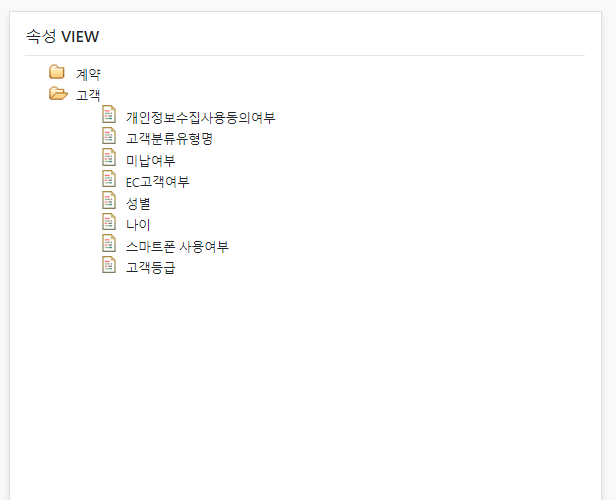 속성 VIEW
계약
고객
개인정보수집사용동의여부
고객분류유형명
미납여부
EC고객여부
성별
나이
스마트폰 사용여부
고객등급